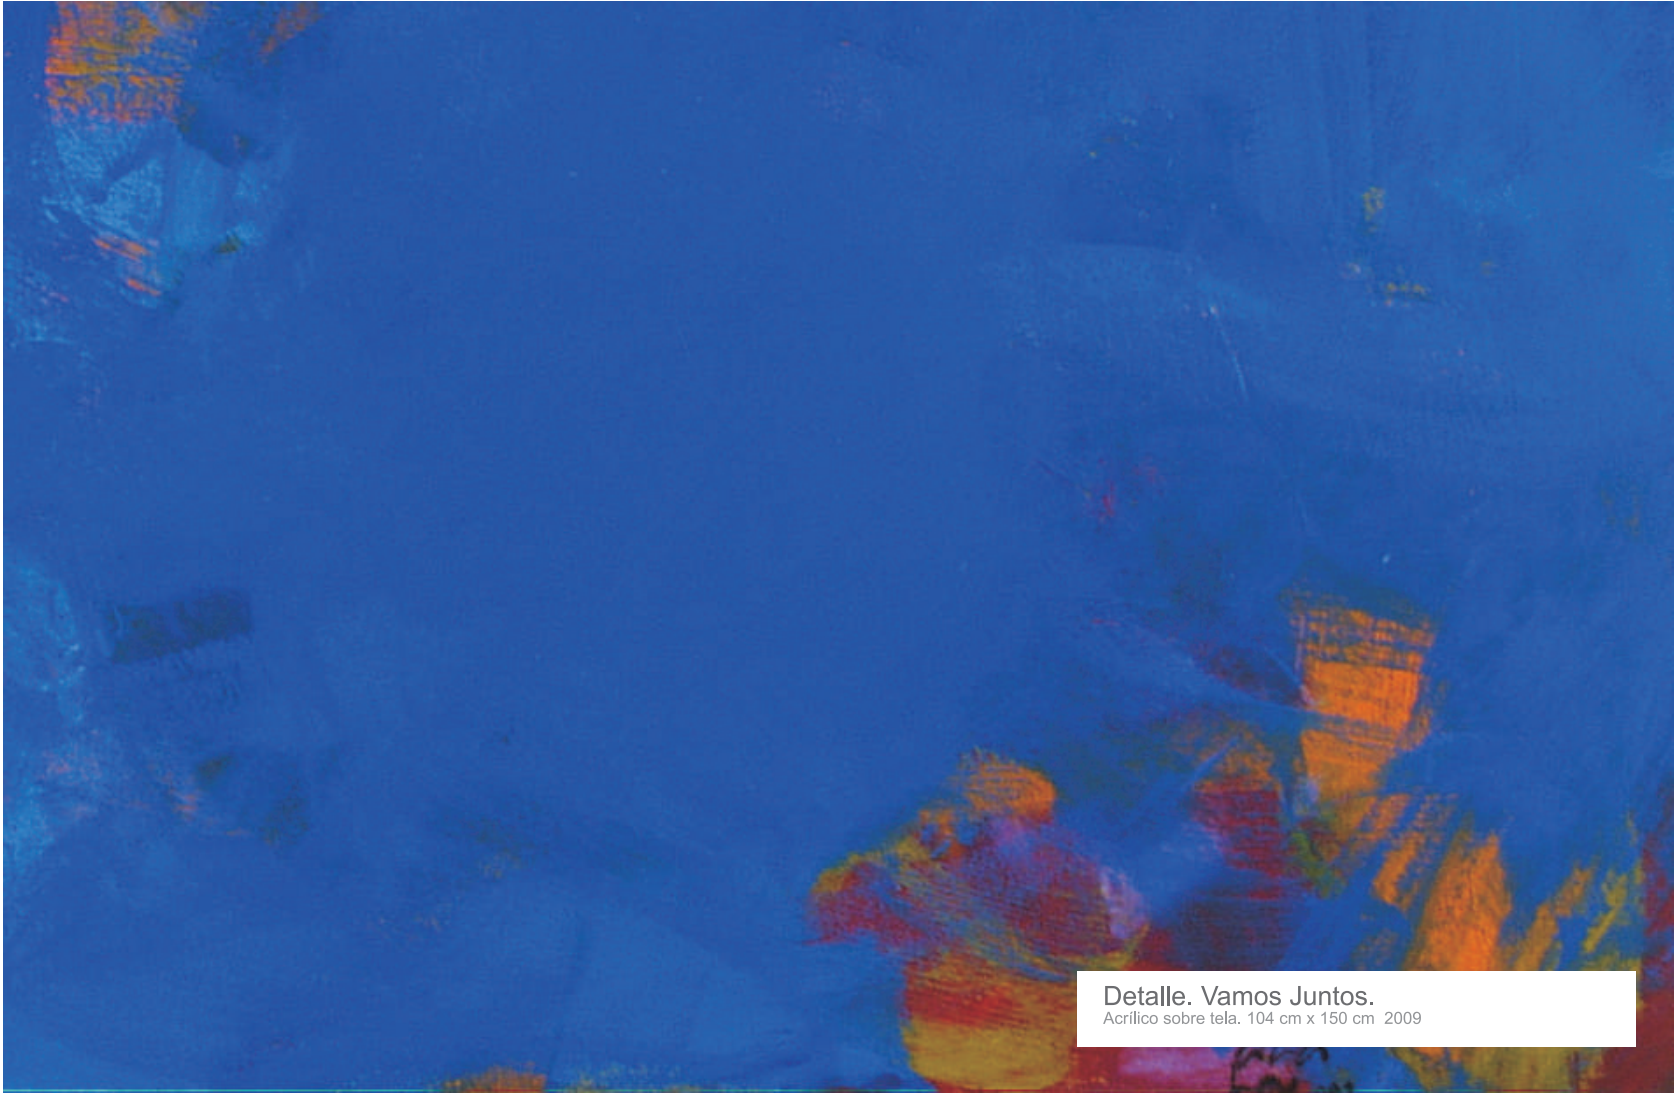 Detalle. Vamos Juntos.
Acrílico sobre tela. 104 cm x 150 cm  2009